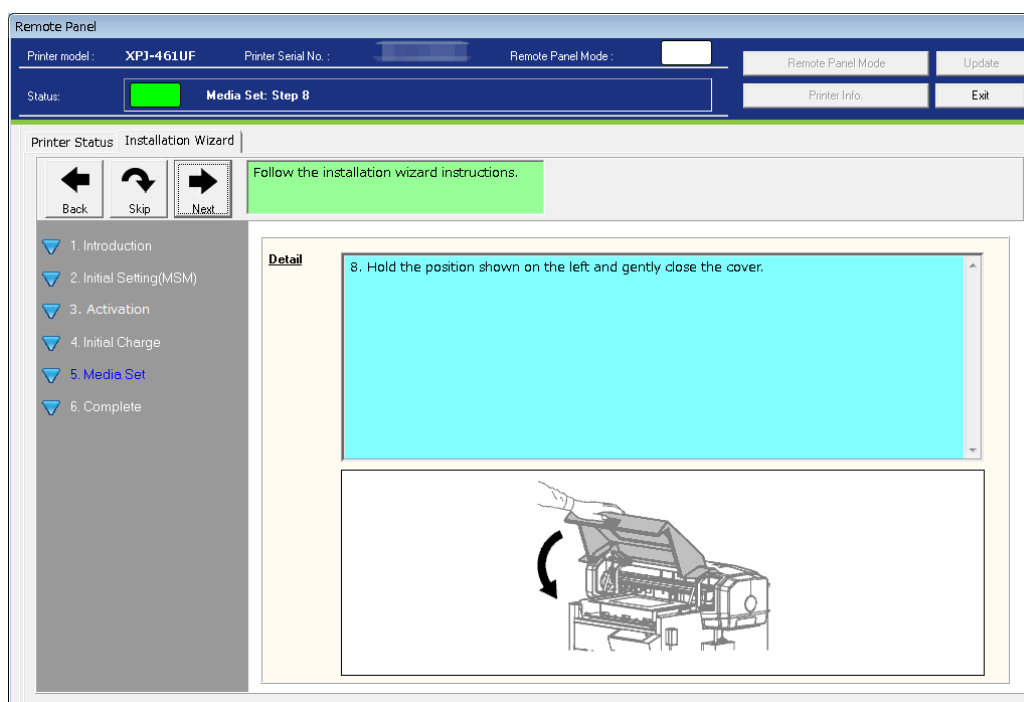 Remote Panel
Printer model : XPJ-461UF Printer Serial No. : Remote Panel Mode :
Remote Panel Mode Update
Status: Media Set: Step 8
Printer Info. Exit
Printer Status Installation Wizard
Back Skip Next
Follow the installation wizard instructions.
1. Introduction
2. Initial Setting(MSM)
3. Activation
4. Initial Charge
5. Media Set
6. Complete
Detail
8. Hold the position shown on the left and gently close the cover.